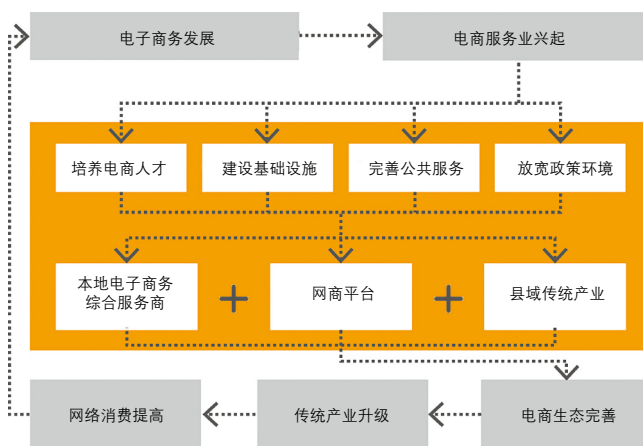 电子商务发展
电商服务业兴起
培养电商人才
建设基础设施
完善公共服务
放宽政策环境
本地电子商务
综合服务商
+
网商平台
+
县域传统产业
网络消费提高
传统产业升级
电商生态完善